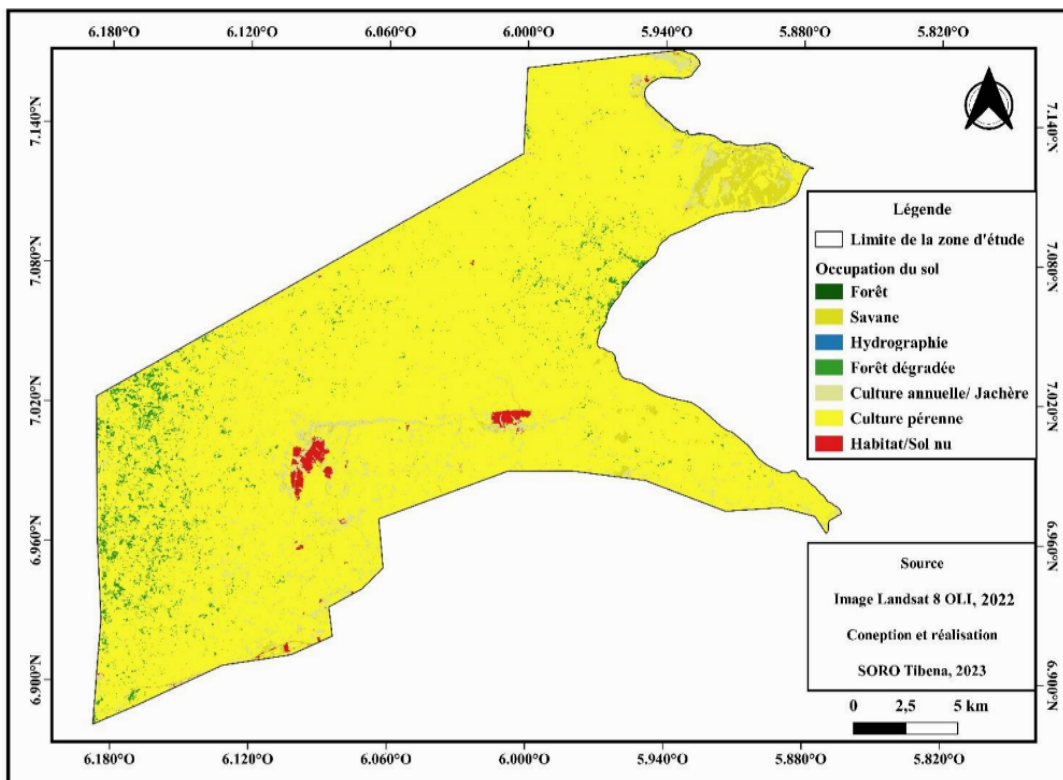 6.180°O 6.120°O 6.060°O 6.000°O 5.940°O 5.880°O 5.820°O
7.140°N 7.140°N
7.080°N 7.080°N
7.020°N 7.020°N
6.960°N 6.960°N
6.900°N 6.900°N
Légende
Limite de la zone d'étude
Occupation du sol
Forêt
Savane
Hydrographie
Forêt dégradée
Culture annuelle/ Jachère
Culture pérenne
Habitat/Sol nu
Source
Image Landsat 8 OLI, 2022
Coneption et réalisation
SORO Tibena, 2023
0 2,5 5 km
6.180°O 6.120°O 6.060°O 6.000°O 5.940°O 5.880°O 5.820°O